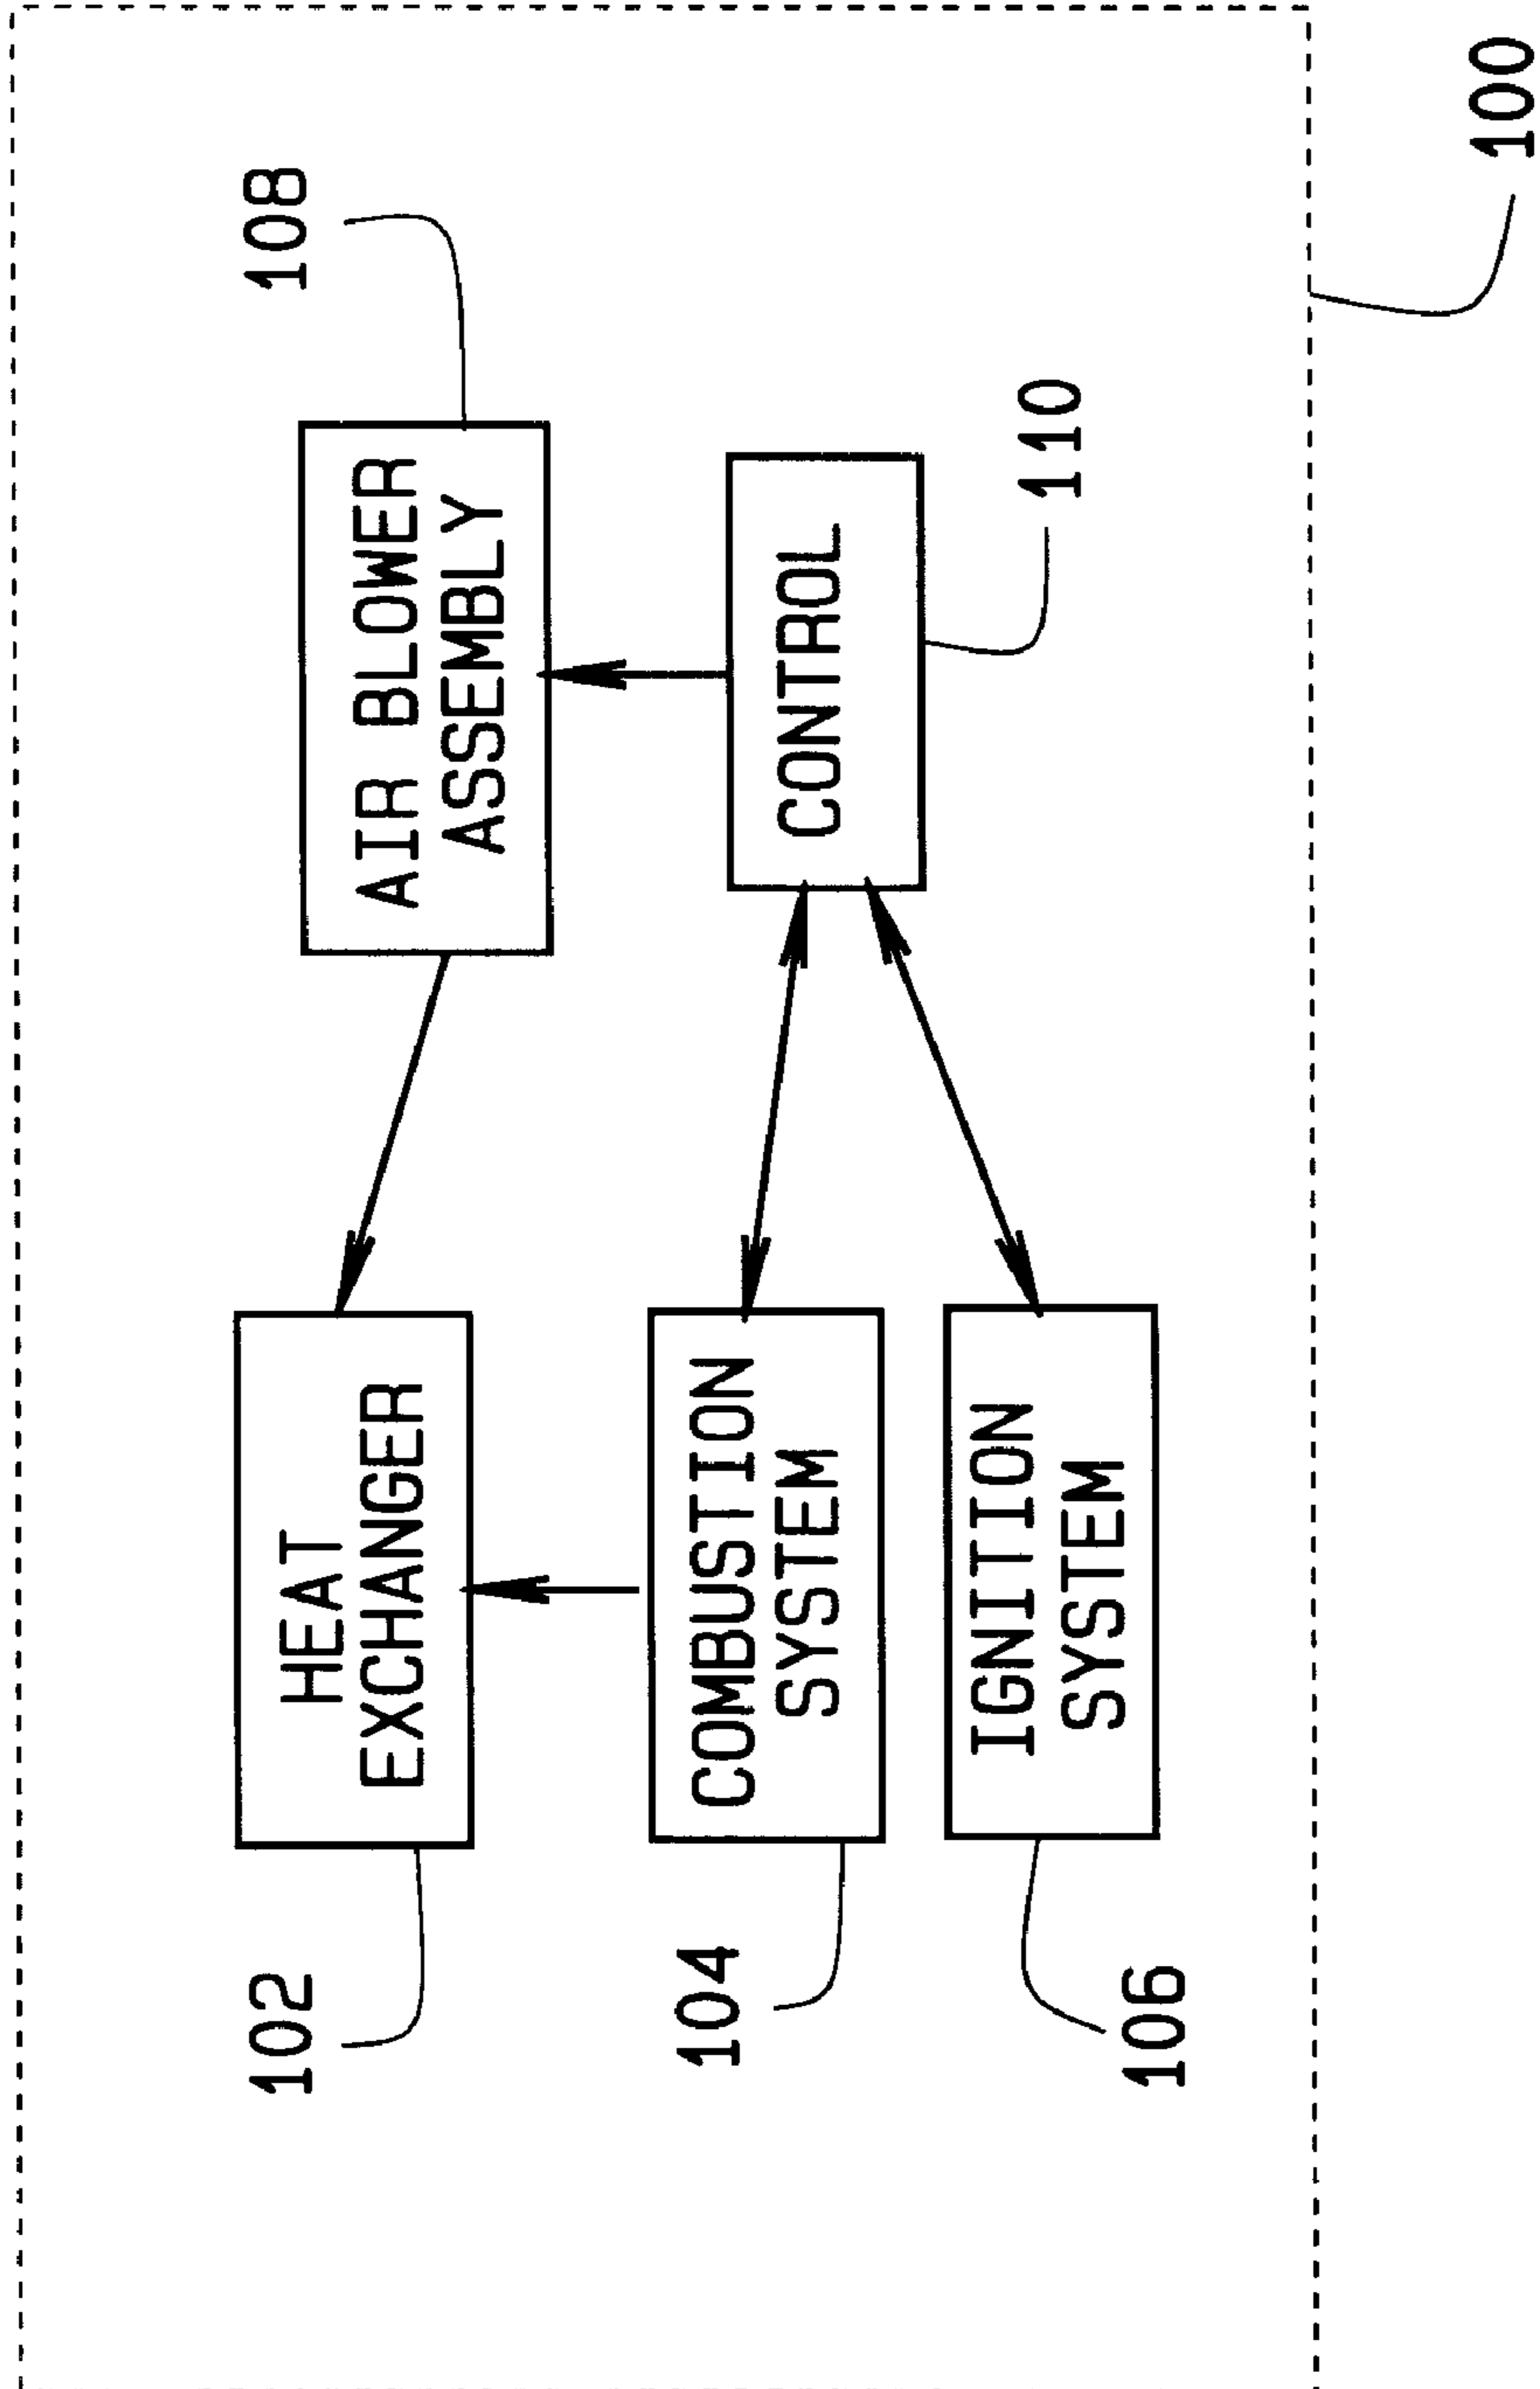 102
HEAT
EXCHANGER
AIR BLOWER
ASSEMBLY
108
104
COMBUSTION
SYSTEM
CONTROL
110
106
IGNITION
SYSTEM
100